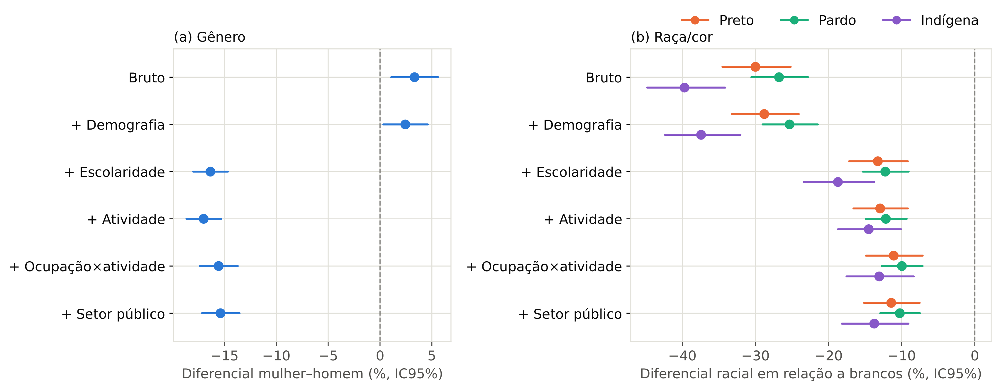 Preto Pardo Indígena
(a) Gênero
Bruto
+ Demografia
+ Escolaridade
+ Atividade
+ Ocupação×atividade
+ Setor público
−15 −10 −5 0 5
Diferencial mulher–homem (%, IC95%)
(b) Raça/cor
Bruto
+ Demografia
+ Escolaridade
+ Atividade
+ Ocupação×atividade
+ Setor público
−40 −30 −20 −10 0
Diferencial racial em relação a brancos (%, IC95%)